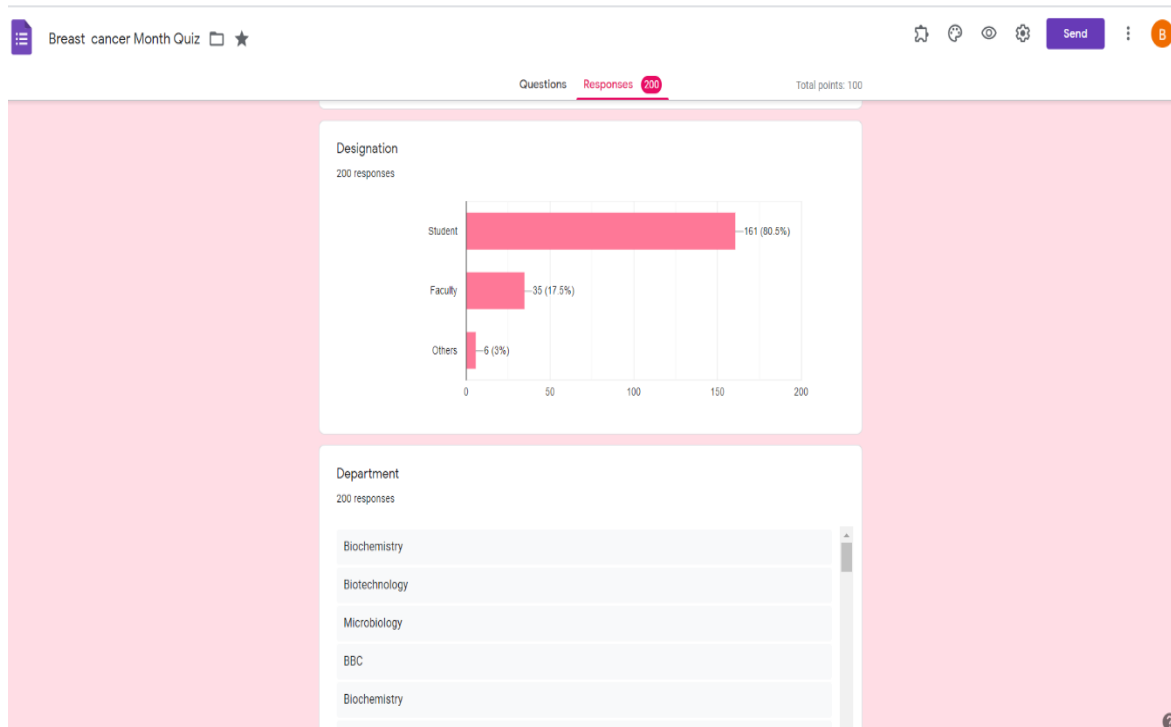 Breast cancer Month Quiz
Send
B
Questions Responses 200 Total points: 100
Designation
200 responses
Student 161 (80.5%)
Faculty 35 (17.5%)
Others 6 (3%)
0 50 100 150 200
Department
200 responses
Biochemistry
Biotechnology
Microbiology
BBC
Biochemistry